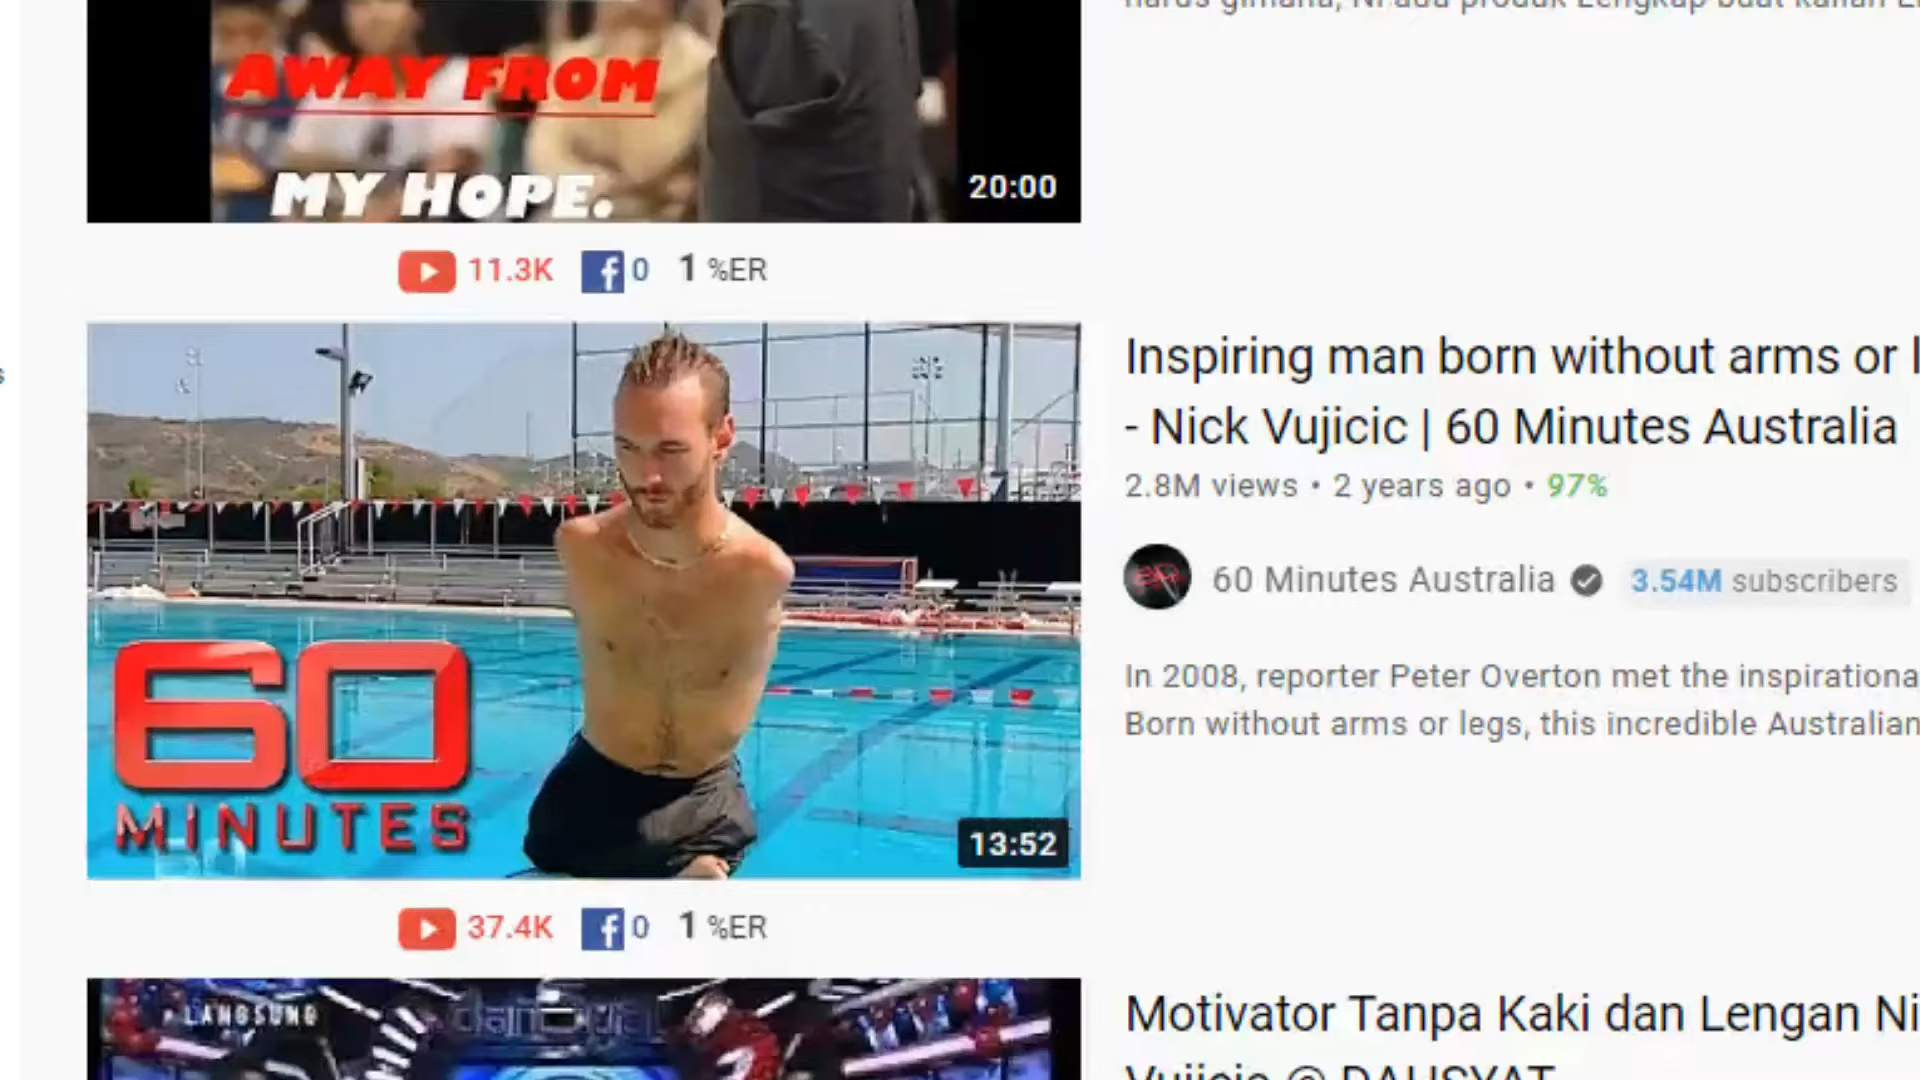 AWAY FROM
MY HOPE.
20:00
11.3K 0 1 %ER
Inspiring man born without arms or
- Nick Vujicic | 60 Minutes Australia
2.8M views • 2 years ago • 97%
60 Minutes Australia 3.54M subscribers
In 2008, reporter Peter Overton met the inspirationa
Born without arms or legs, this incredible Australian
60
MINUTES
13:52
37.4K 0 1 %ER
LANGSUNG
Motivator Tanpa Kaki dan Lengan Ni